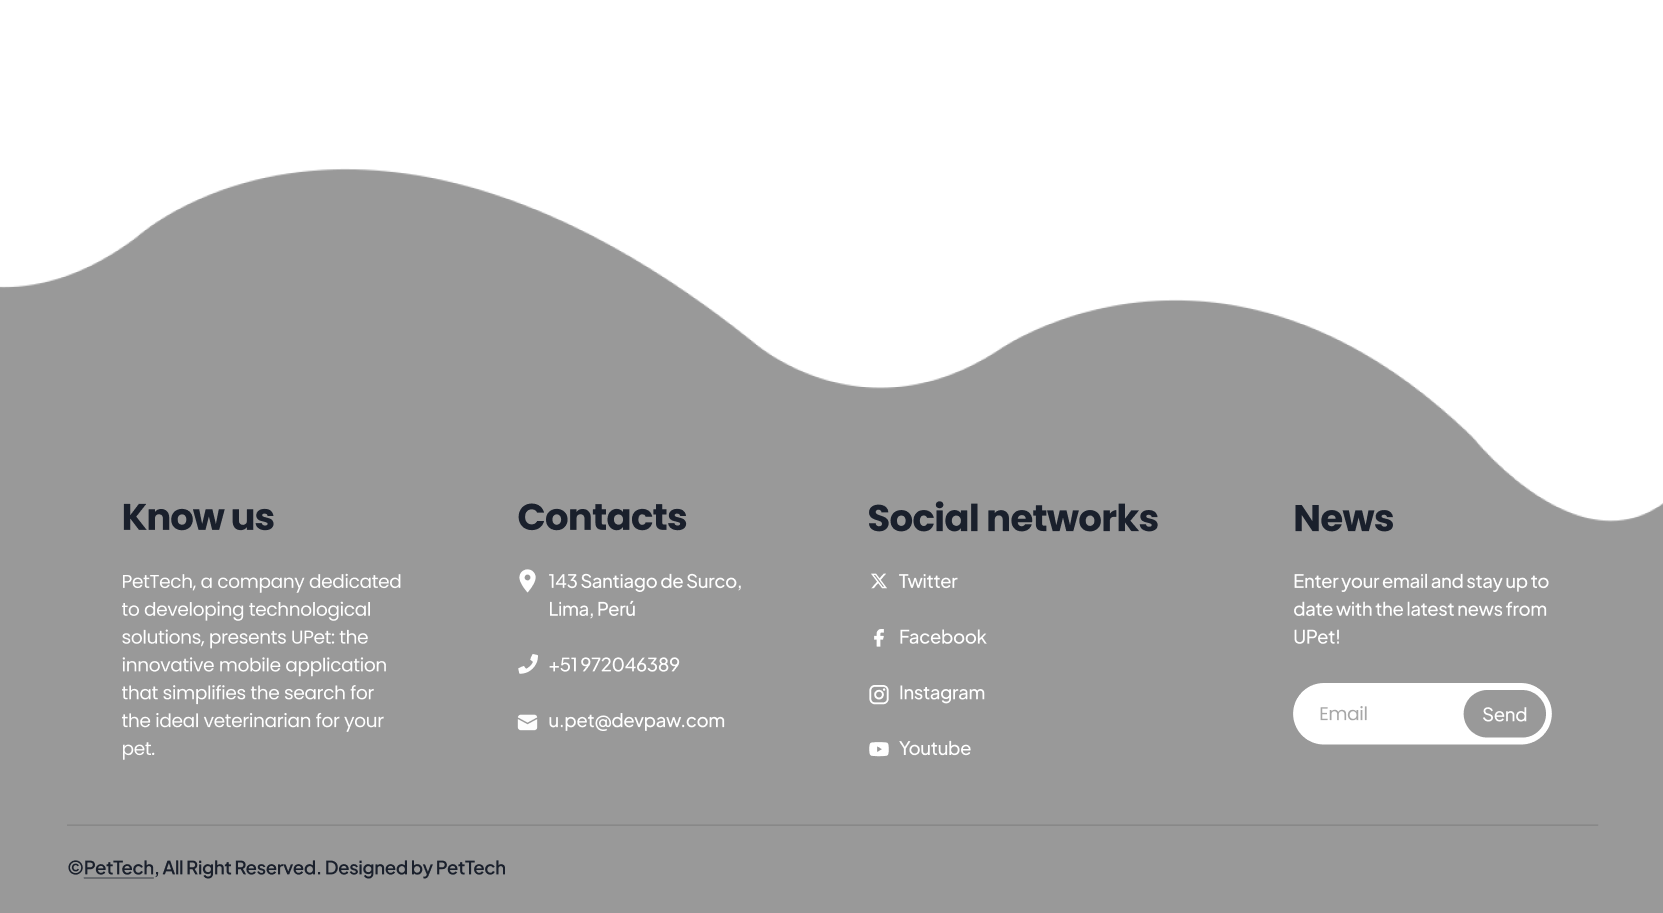 Know us
PetTech, a company dedicated
to developing technological
solutions, presents UPet: the
innovative mobile application
that simplifies the search for
the ideal veterinarian for your
pet.
Contacts
143 Santiago de Surco,
Lima, Perú
+51 972046389
u.pet@devpaw.com
Social networks
Twitter
Facebook
Instagram
Youtube
News
Enter your email and stay up to
date with the latest news from
UPet!
Email
Send
©PetTech, All Right Reserved. Designed by PetTech